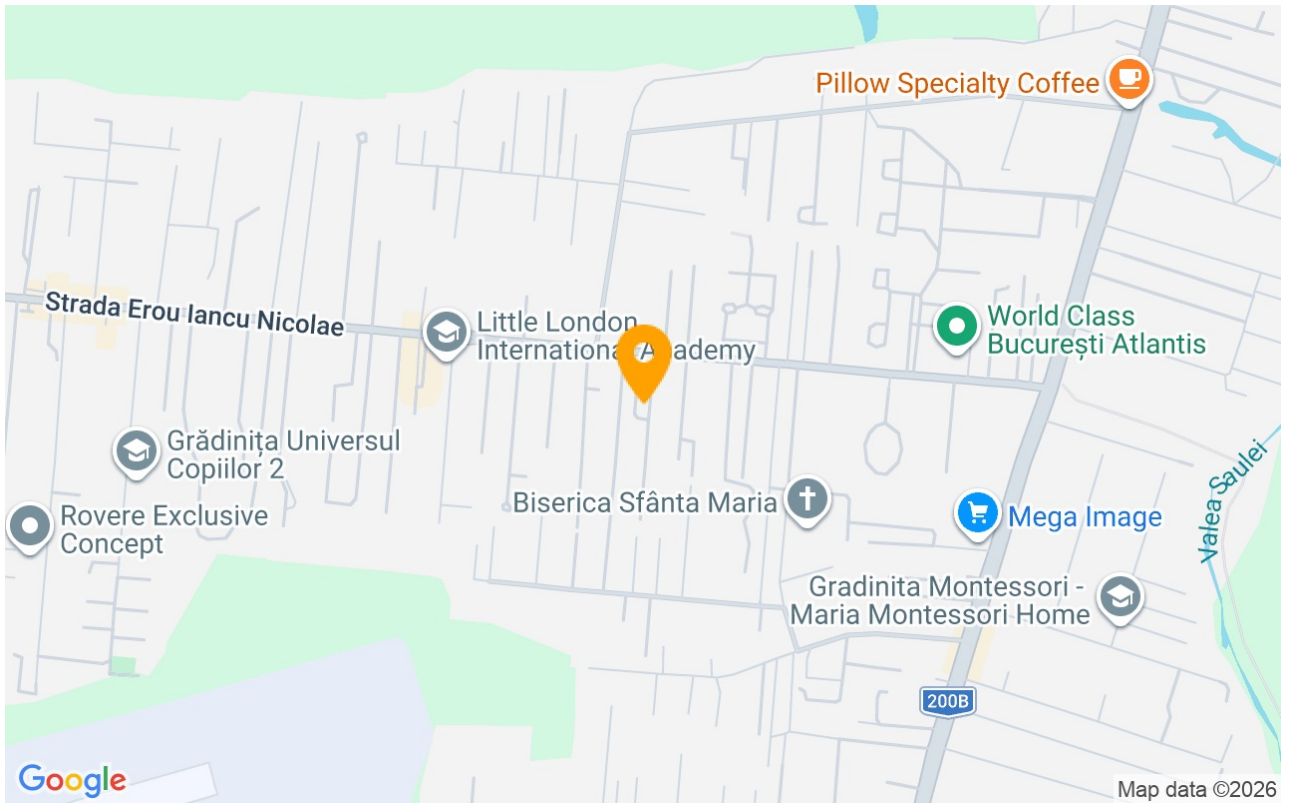 Pillow Specialty Coffee
Strada Erou Iancu Nicolae
Little London
International Academy
World Class
București Atlantis
Grădinița Universul
Copiilor 2
Biserica Sfânta Maria
Rovere Exclusive
Concept
Mega Image
Valea Saulei
Gradinita Montessori -
Maria Montessori Home
200B
Google
Map data ©2026